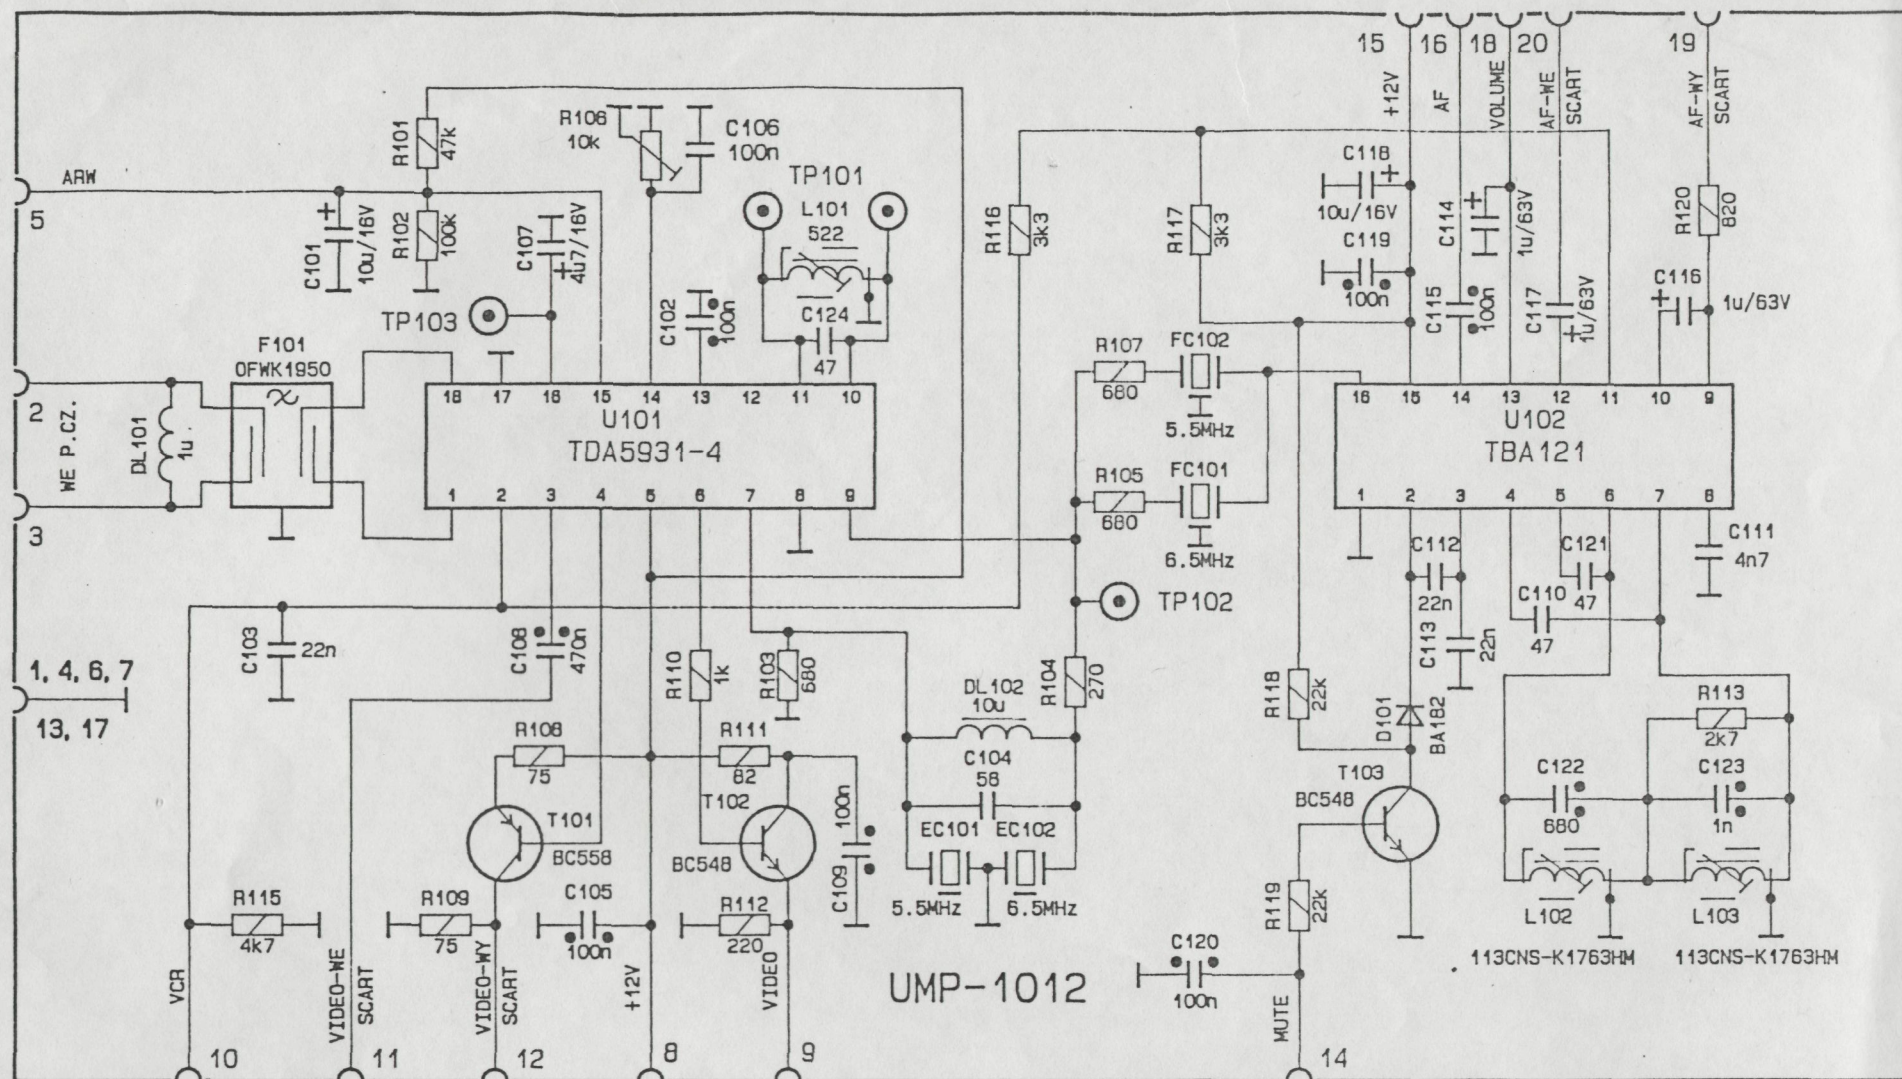 15 16 18 20 19
+12V
AF
VOLUME
AF-WE
SCART
AF-WY
SCART
ARW
5
R101
47k
R102
100k
C101
10u/16V
C107
4u7/16V
TP103
R106
10k
C106
100n
TP101
L101
522
C102
100n
C124
47
R116
3k3
R117
3k3
C118
10u/16V
C119
100n
C114
1u/63V
C115
100n
C117
1u/63V
R120
820
C116
1u/63V
F101
OFWK1950
2
WE P.CZ.
3
DL101
1u
18 17 16 15 14 13 12 11 10
U101
TDA5931-4
1 2 3 4 5 6 7 8 9
R107
680
FC102
5.5MHz
R105
680
FC101
6.5MHz
16 15 14 13 12 11 10 9
U102
TBA121
1 2 3 4 5 6 7 8
TP102
C112
22n
C113
22n
C121
47
C110
47
C111
4n7
C103
22n
C108
470n
R110
1k
R103
680
R104
270
1, 4, 6, 7
13, 17
DL102
10u
C104
56
EC101
5.5MHz
EC102
6.5MHz
R108
75
R111
82
T101
BC558
T102
BC548
C109
100n
R115
4k7
R109
75
C105
100n
R112
220
R118
22k
D101
BA182
T103
BC548
R119
22k
C120
100n
R113
2k7
C122
680
C123
1n
L102
113CNS-K1763HM
L103
113CNS-K1763HM
UMP-1012
VCR
VIDEO-WE
SCART
VIDEO-WY
SCART
+12V
VIDEO
MUTE
10 11 12 8 9 14